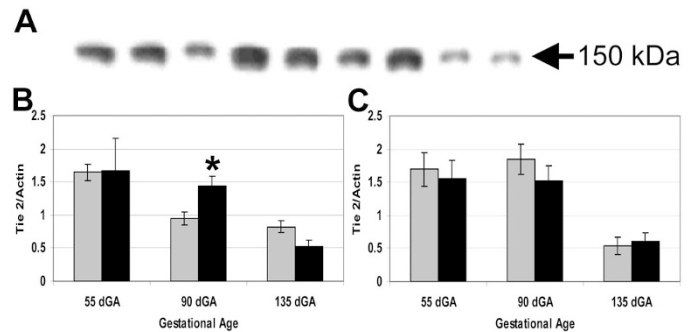 A
150 kDa
B
C
2.5
2
1.5
1
0.5
0
Tie 2/Actin
*
55 dGA 90 dGA 135 dGA
Gestational Age
2.5
2
1.5
1
0.5
0
Tie 2/Actin
55 dGA 90 dGA 135 dGA
Gestational Age